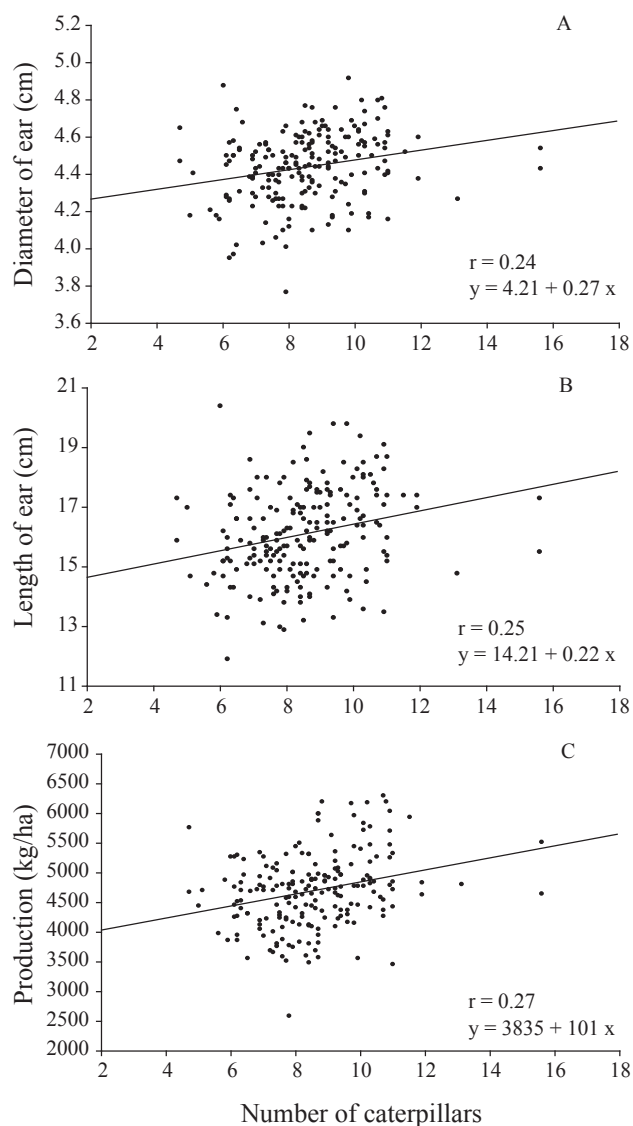 A
Diameter of ear (cm)
5.2
5.0
4.8
4.6
4.4
4.2
4.0
3.8
3.6
r = 0.24
y = 4.21 + 0.27 x
2 4 6 8 10 12 14 16 18
B
Length of ear (cm)
21
19
17
15
13
11
r = 0.25
y = 14.21 + 0.22 x
2 4 6 8 10 12 14 16 18
C
Production (kg/ha)
7000
6500
6000
5500
5000
4500
4000
3500
3000
2500
2000
r = 0.27
y = 3835 + 101 x
2 4 6 8 10 12 14 16 18
Number of caterpillars